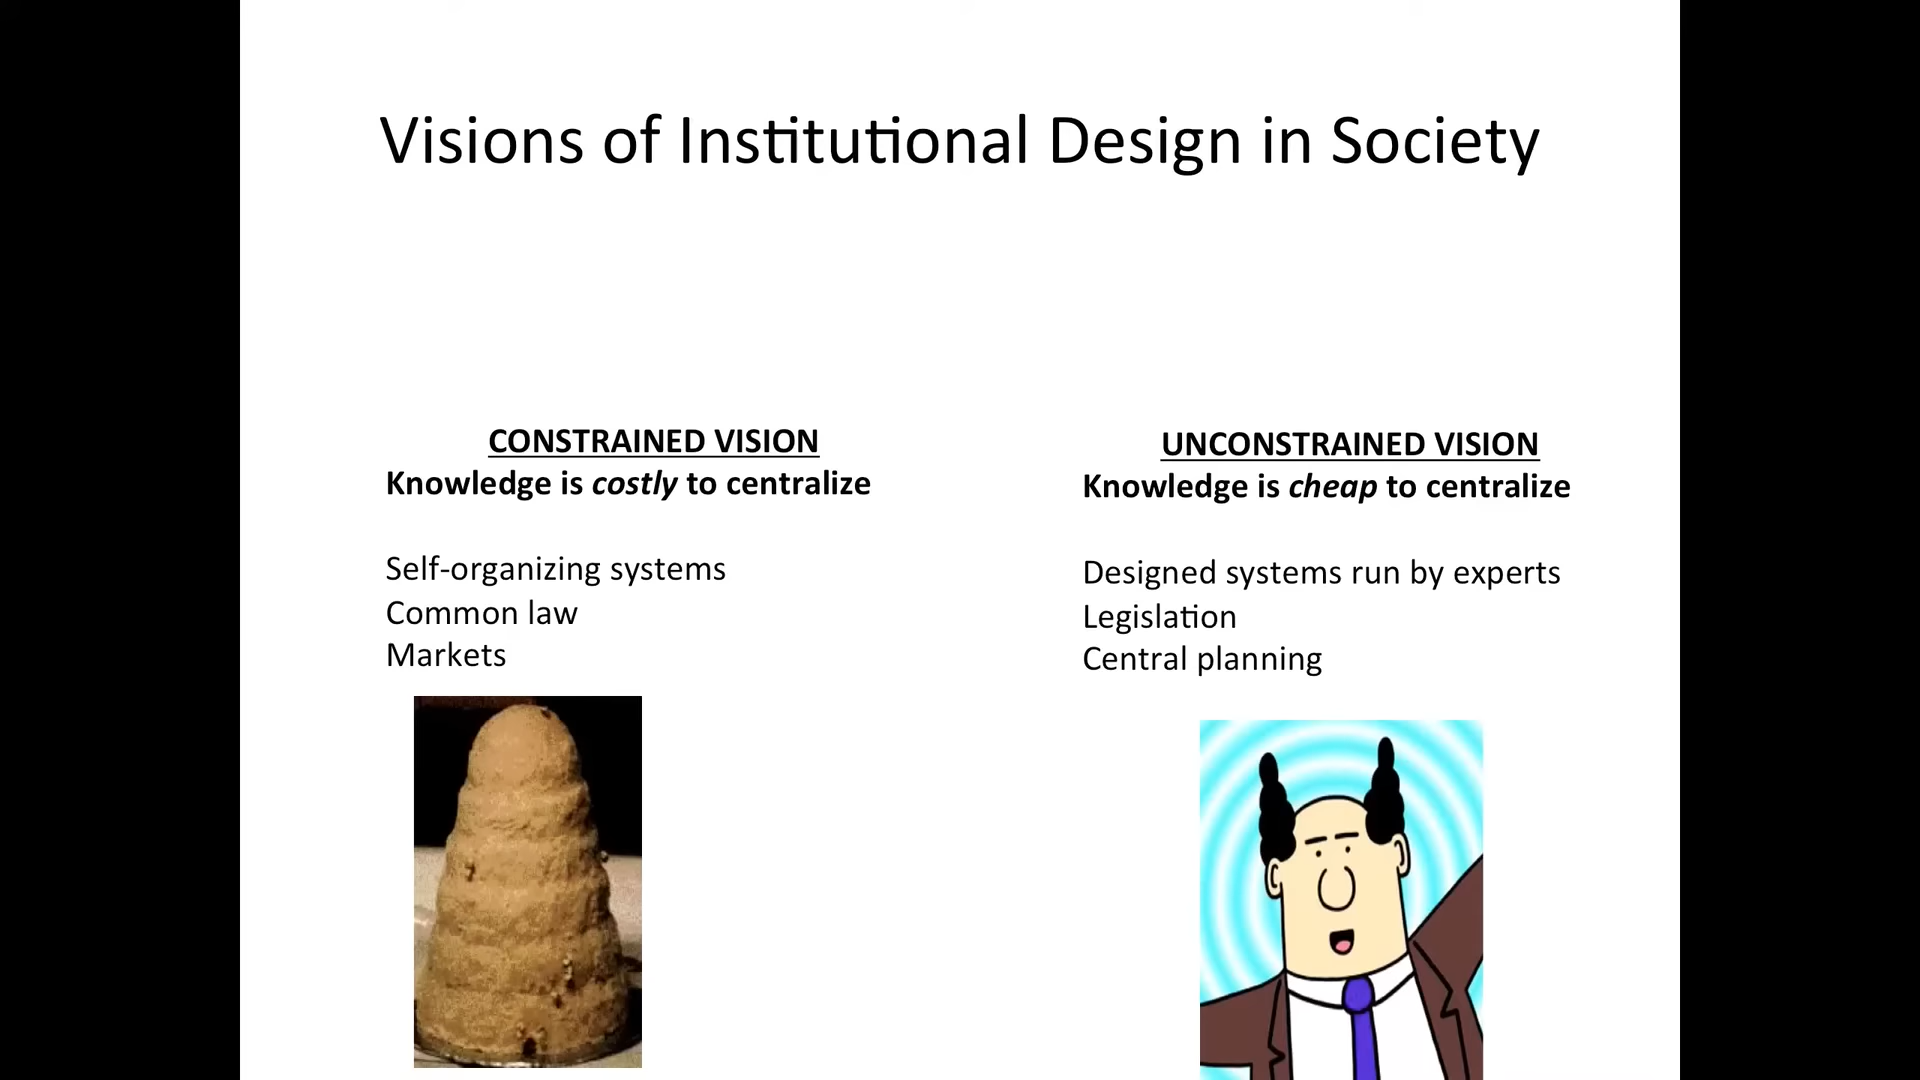 Visions of Institutional Design in Society
CONSTRAINED VISION
Knowledge is costly to centralize
Self-organizing systems
Common law
Markets
UNCONSTRAINED VISION
Knowledge is cheap to centralize
Designed systems run by experts
Legislation
Central planning